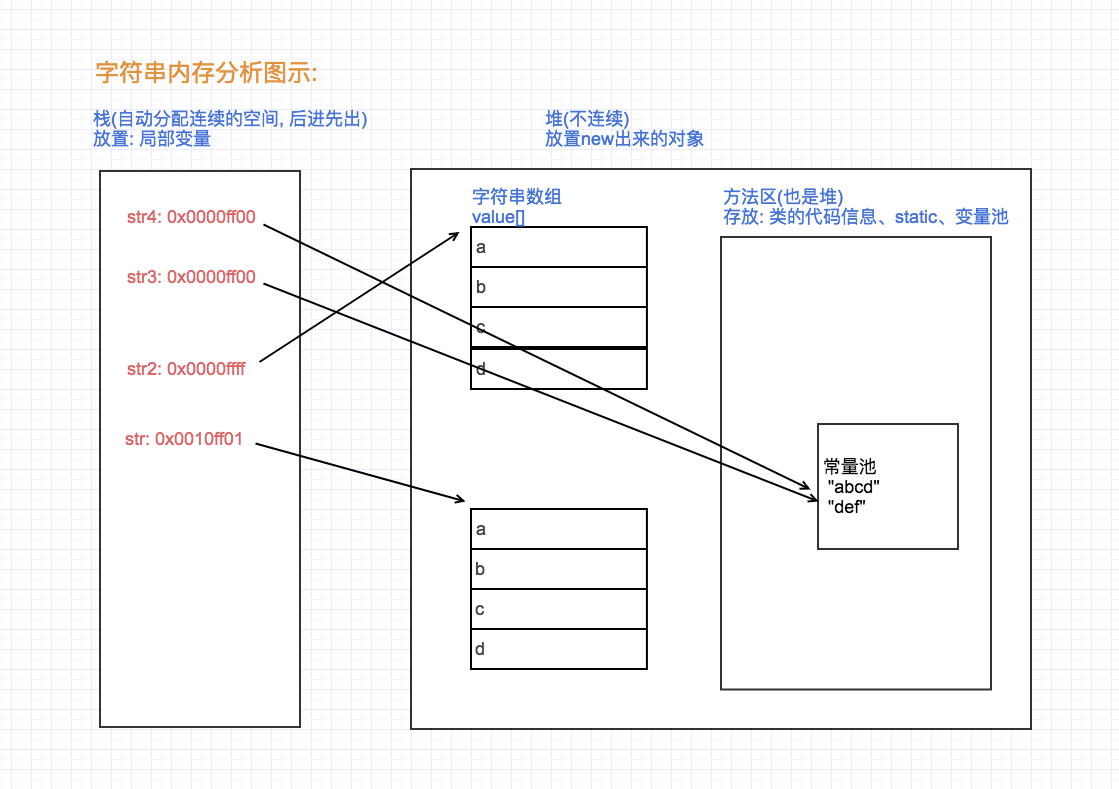 字符串内存分析图示:
栈(自动分配连续的空间, 后进先出)
放置: 局部变量
堆(不连续)
放置new出来的对象
str4: 0x0000ff00
str3: 0x0000ff00
str2: 0x0000ffff
str: 0x0010ff01
字符串数组
value[]
a
b
c
d
a
b
c
d
方法区(也是堆)
存放: 类的代码信息、static、变量池
常量池
"abcd"
"def"